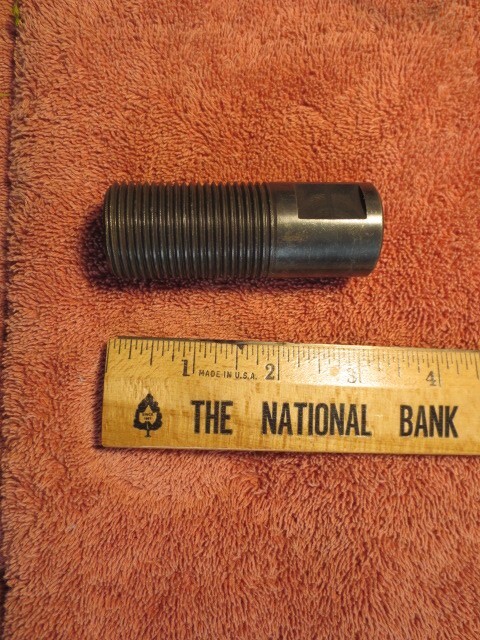 1 MADE IN U.S.A. 2 3 4
THE NATIONAL BANK